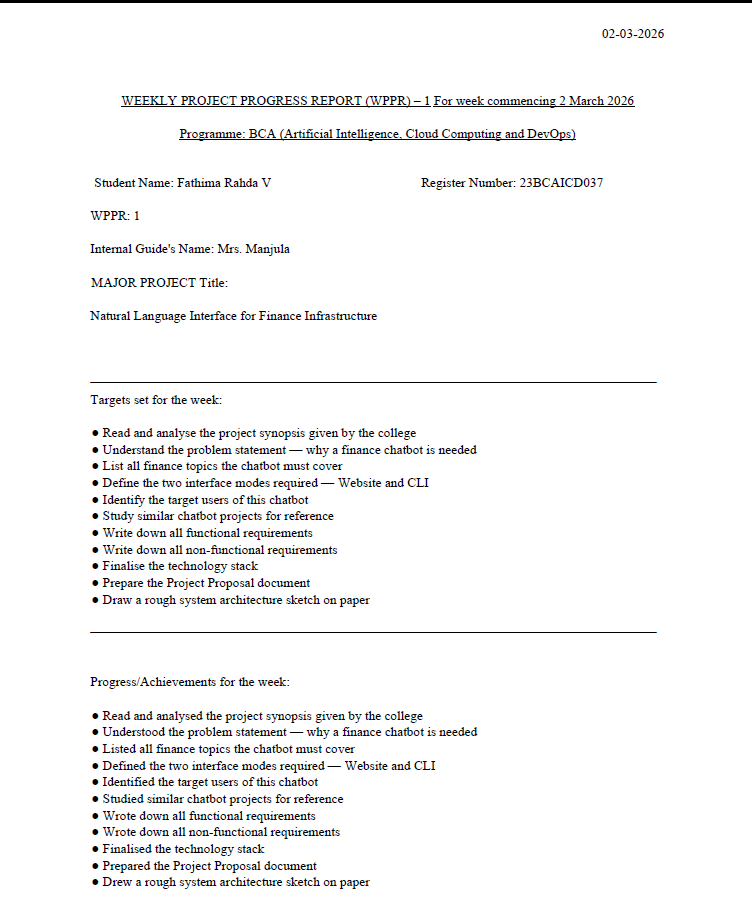 02-03-2026
WEEKLY PROJECT PROGRESS REPORT (WPPR) – 1 For week commencing 2 March 2026
Programme: BCA (Artificial Intelligence, Cloud Computing and DevOps)
Student Name: Fathima Rahda V Register Number: 23BCAICD037
WPPR: 1
Internal Guide's Name: Mrs. Manjula
MAJOR PROJECT Title:
Natural Language Interface for Finance Infrastructure
Targets set for the week:
● Read and analyse the project synopsis given by the college
● Understand the problem statement — why a finance chatbot is needed
● List all finance topics the chatbot must cover
● Define the two interface modes required — Website and CLI
● Identify the target users of this chatbot
● Study similar chatbot projects for reference
● Write down all functional requirements
● Write down all non-functional requirements
● Finalise the technology stack
● Prepare the Project Proposal document
● Draw a rough system architecture sketch on paper
Progress/Achievements for the week:
● Read and analysed the project synopsis given by the college
● Understood the problem statement — why a finance chatbot is needed
● Listed all finance topics the chatbot must cover
● Defined the two interface modes required — Website and CLI
● Identified the target users of this chatbot
● Studied similar chatbot projects for reference
● Wrote down all functional requirements
● Wrote down all non-functional requirements
● Finalised the technology stack
● Prepared the Project Proposal document
● Drew a rough system architecture sketch on paper